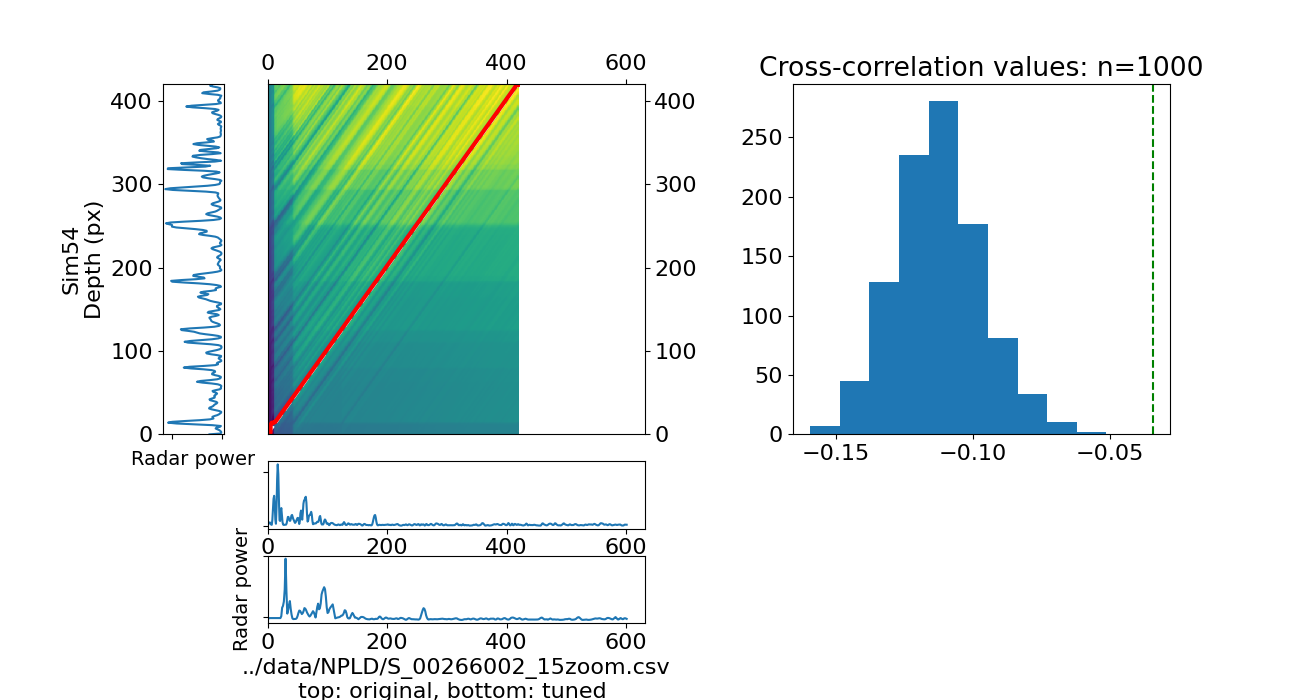 0 200 400 600
Cross-correlation values: n=1000
400
300
200
100
0
Sim54
Depth (px)
Radar power
400
300
200
100
0
250
200
150
100
50
0
−0.15 −0.10 −0.05
0 200 400 600
Radar power
0 200 400 600
../data/NPLD/S_00266002_15zoom.csv
top: original, bottom: tuned